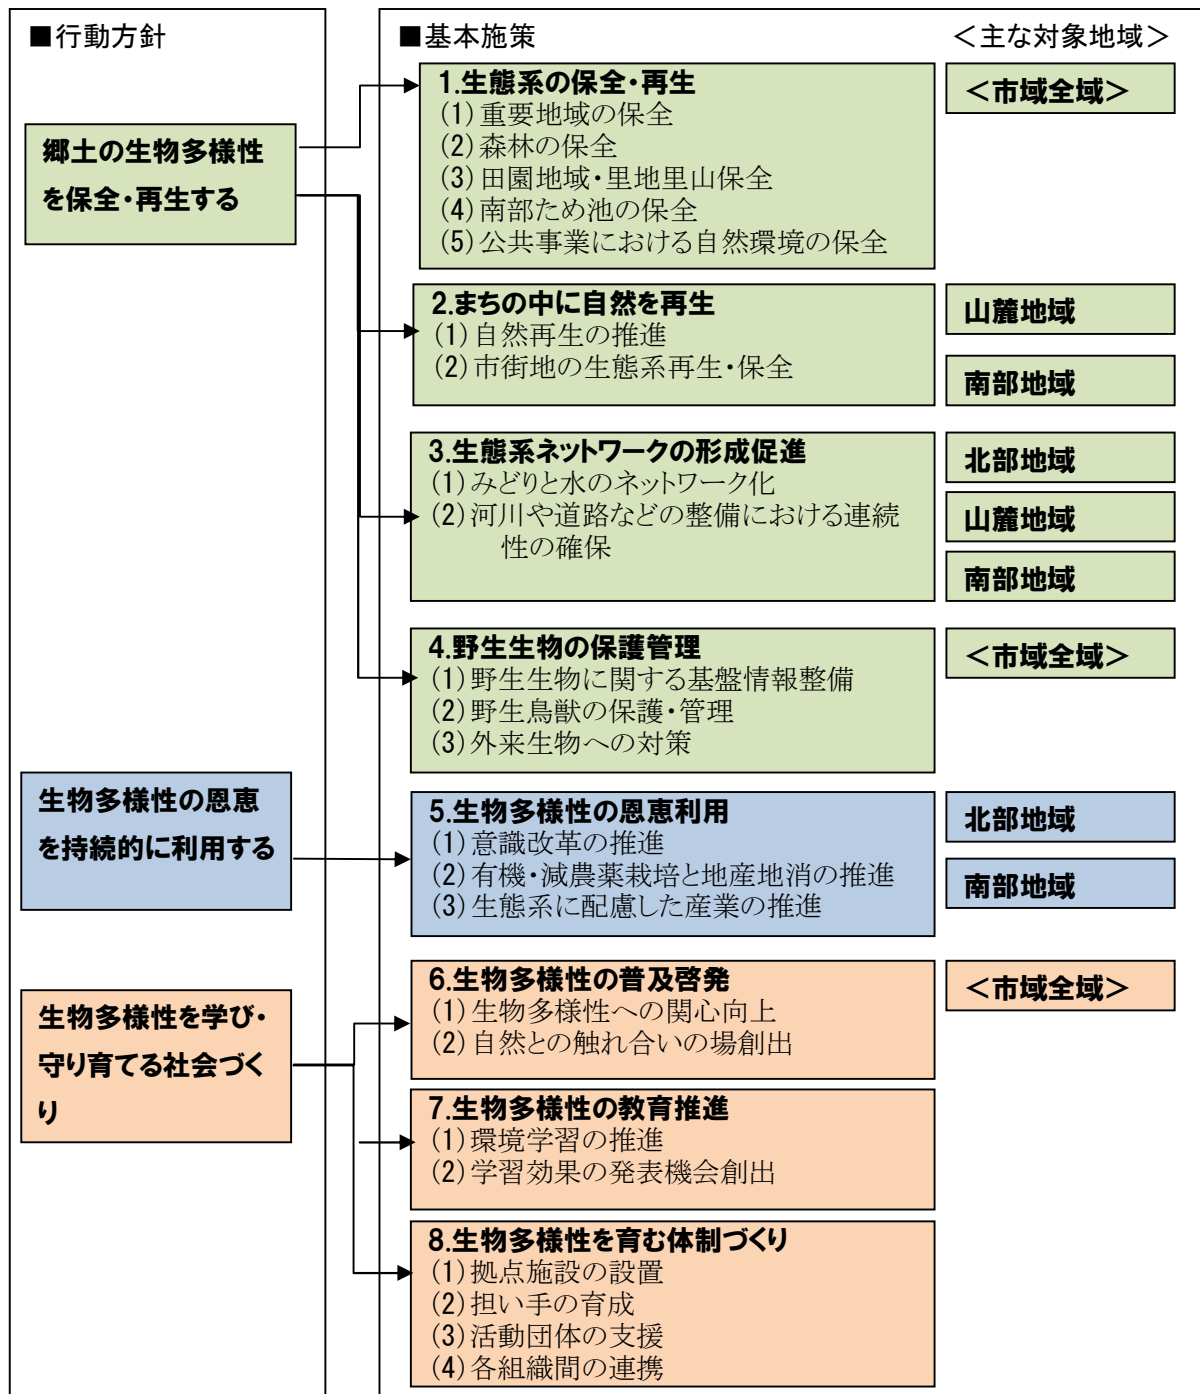 ■行動方針
■基本施策
＜主な対象地域＞
郷土の生物多様性
を保全・再生する
1.生態系の保全・再生
(1)重要地域の保全
(2)森林の保全
(3)田園地域・里地里山保全
(4)南部ため池の保全
(5)公共事業における自然環境の保全
＜市域全域＞
2.まちの中に自然を再生
(1)自然再生の推進
(2)市街地の生態系再生・保全
山麓地域
南部地域
3.生態系ネットワークの形成促進
(1)みどりと水のネットワーク化
(2)河川や道路などの整備における連続
性の確保
北部地域
山麓地域
南部地域
4.野生生物の保護管理
(1)野生生物に関する基盤情報整備
(2)野生鳥獣の保護・管理
(3)外来生物への対策
＜市域全域＞
生物多様性の恩恵
を持続的に利用する
5.生物多様性の恩恵利用
(1)意識改革の推進
(2)有機・減農薬栽培と地産地消の推進
(3)生態系に配慮した産業の推進
北部地域
南部地域
生物多様性を学び・
守り育てる社会づく
り
6.生物多様性の普及啓発
(1)生物多様性への関心向上
(2)自然との触れ合いの場創出
＜市域全域＞
7.生物多様性の教育推進
(1)環境学習の推進
(2)学習効果の発表機会創出
8.生物多様性を育む体制づくり
(1)拠点施設の設置
(2)担い手の育成
(3)活動団体の支援
(4)各組織間の連携